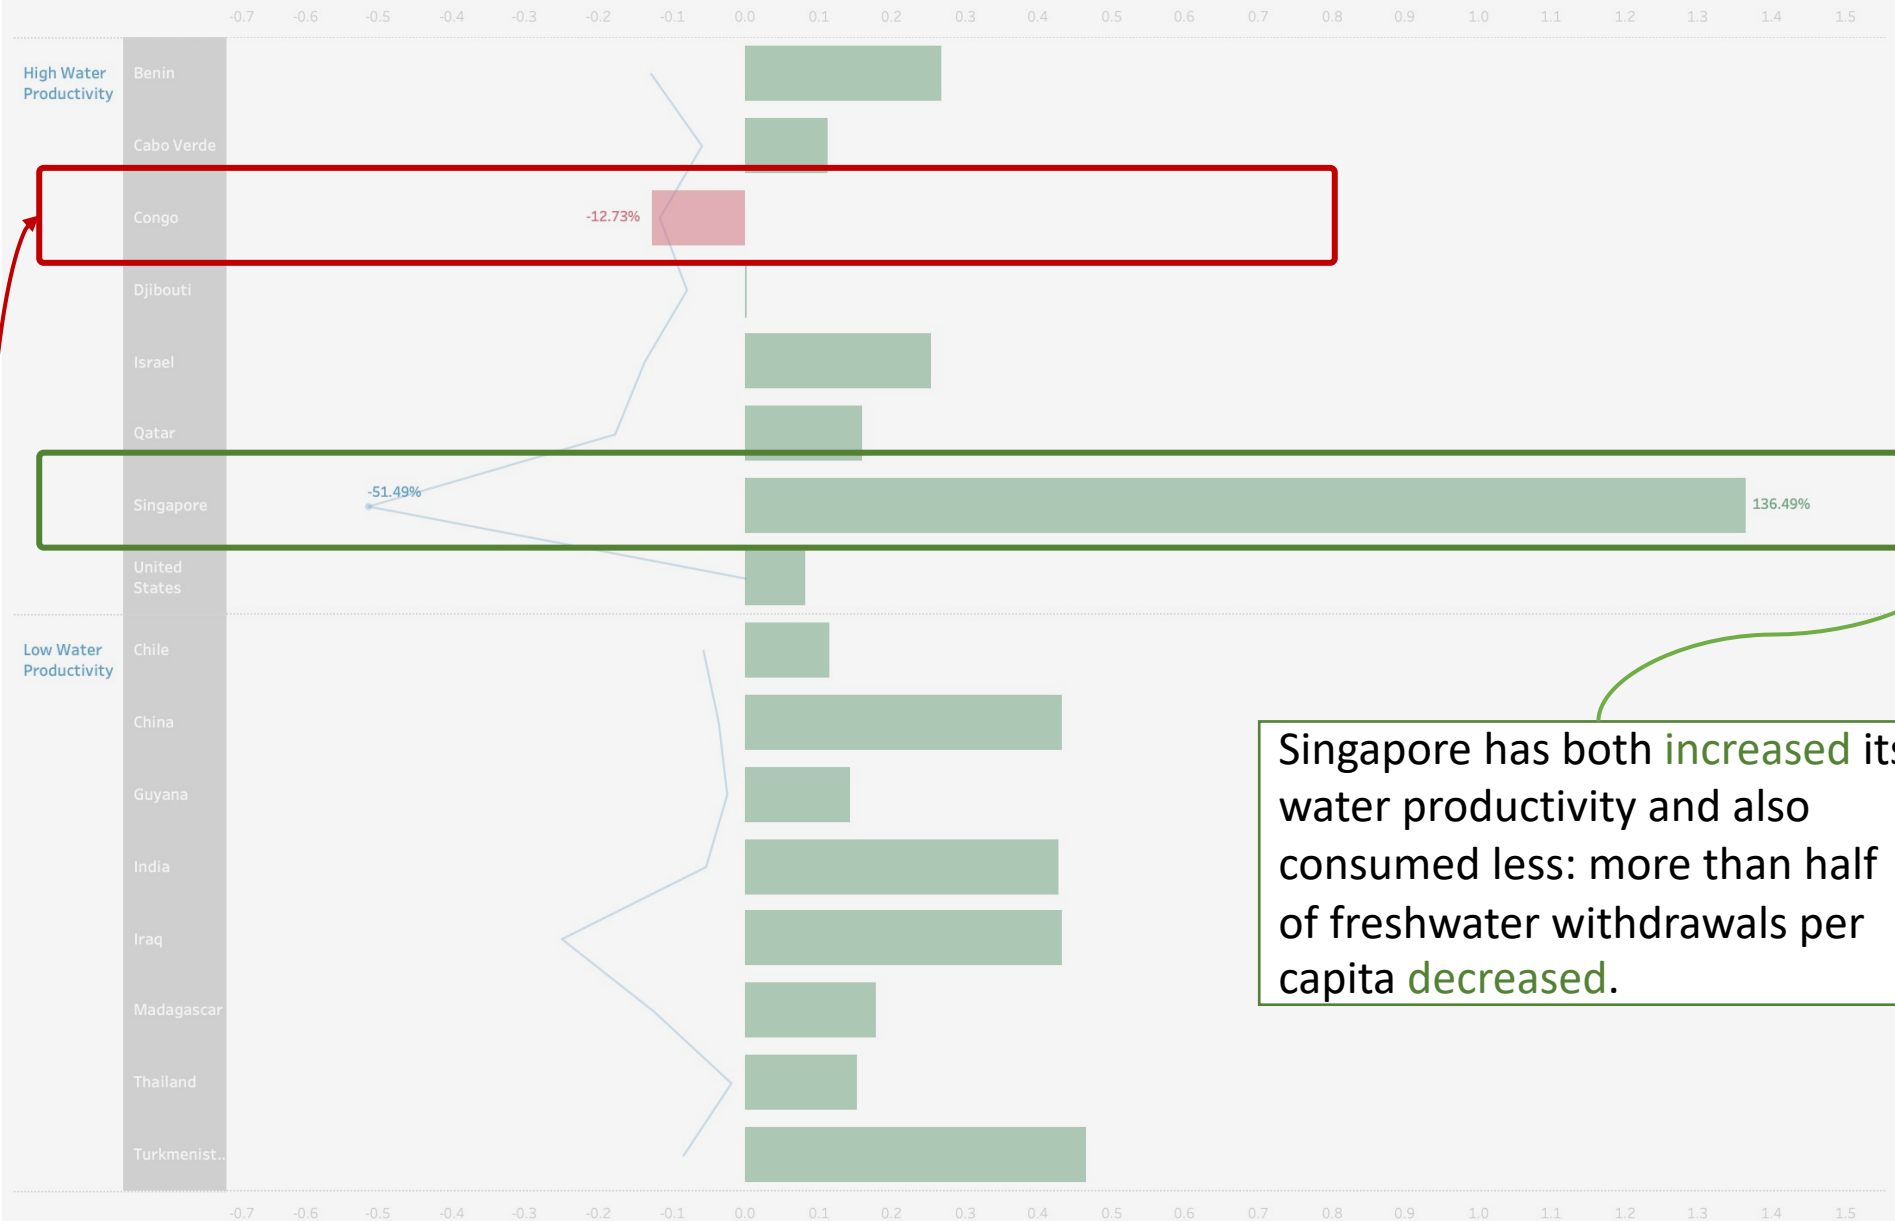 -0.7 -0.6 -0.5 -0.4 -0.3 -0.2 -0.1 0.0 0.1 0.2 0.3 0.4 0.5 0.6 0.7 0.8 0.9 1.0 1.1 1.2 1.3 1.4 1.5
High Water
Productivity
Benin
Cabo Verde
Congo
-12.73%
Djibouti
Israel
Qatar
Singapore
-51.49%
136.49%
United
States
Low Water
Productivity
Chile
China
Guyana
India
Iraq
Madagascar
Thailand
Turkmenist..
Singapore has both increased its
water productivity and also
consumed less: more than half
of freshwater withdrawals per
capita decreased.
-0.7 -0.6 -0.5 -0.4 -0.3 -0.2 -0.1 0.0 0.1 0.2 0.3 0.4 0.5 0.6 0.7 0.8 0.9 1.0 1.1 1.2 1.3 1.4 1.5